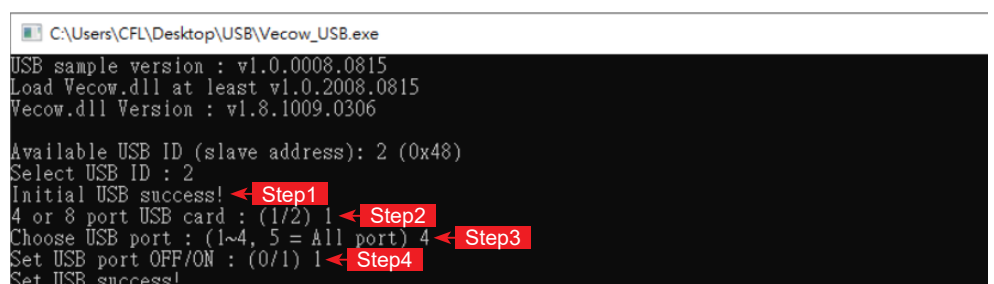 C:\Users\CFL\Desktop\USB\Vecow_USB.exe
USB sample version : v1.0.0008.0815
Load Vecow.dll at least v1.0.2008.0815
Vecow.dll Version : v1.8.1009.0306
Available USB ID (slave address): 2 (0x48)
Select USB ID : 2
Initial USB success! Step1
4 or 8 port USB card : (1/2) 1 Step2
Choose USB port : (1~4, 5 = All port) 4 Step3
Set USB port OFF/ON : (0/1) 1 Step4
Set USB success!